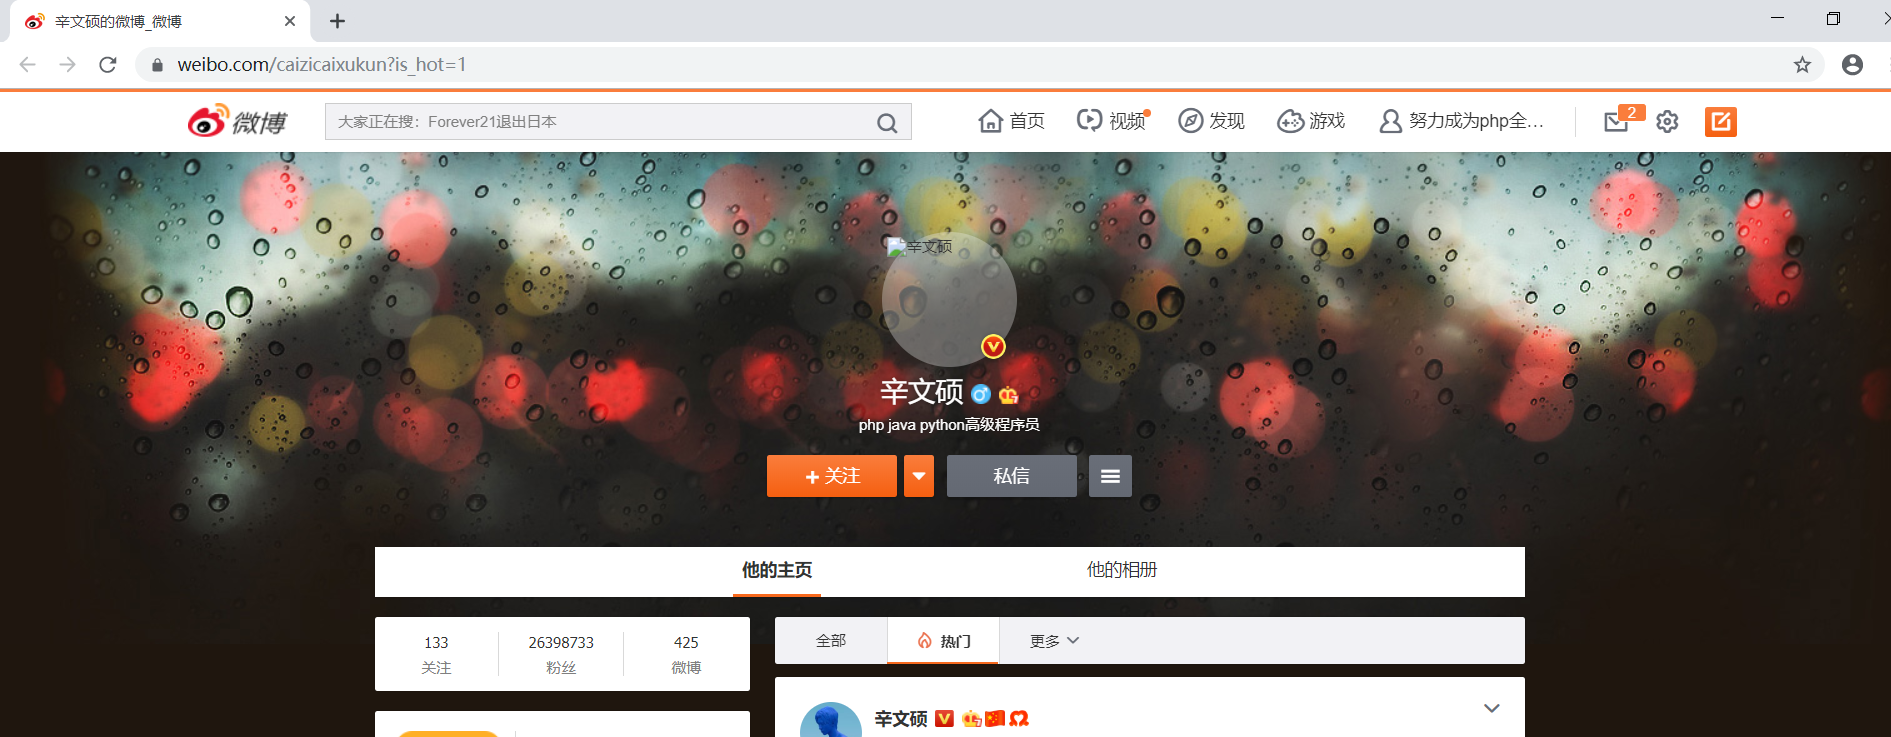 辛文硕的微博_微博
weibo.com/caizicaixukun?is_hot=1
微博
大家正在搜：Forever21退出日本
首页
视频
发现
游戏
努力成为php全...
2
辛文硕
辛文硕
php java python高级程序员
+ 关注
私信
他的主页
他的相册
133
关注
26398733
粉丝
425
微博
全部
热门
更多
辛文硕